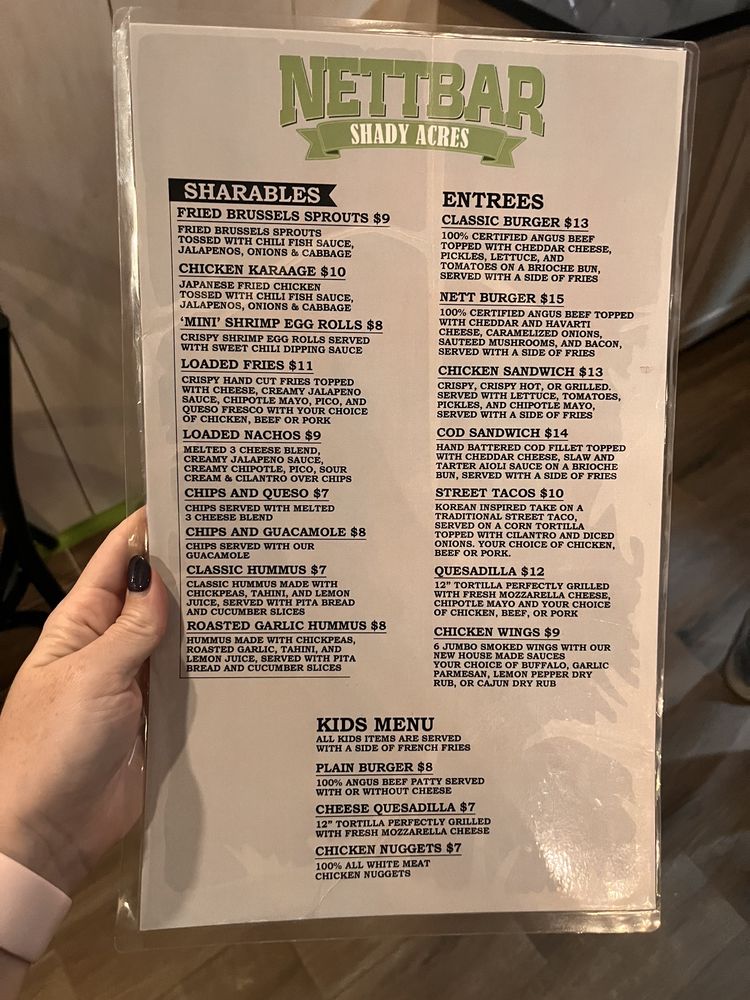 NETTBAR
SHADY ACRES
SHARABLES
FRIED BRUSSELS SPROUTS $9
FRIED BRUSSELS SPROUTS
TOSSED WITH CHILI FISH SAUCE,
JALAPENOS, ONIONS & CABBAGE
CHICKEN KARAAGE $10
JAPANESE FRIED CHICKEN
TOSSED WITH CHILI FISH SAUCE,
JALAPENOS, ONIONS & CABBAGE
'MINI' SHRIMP EGG ROLLS $8
CRISPY SHRIMP EGG ROLLS SERVED
WITH SWEET CHILI DIPPING SAUCE
LOADED FRIES $11
CRISPY HAND CUT FRIES TOPPED
WITH CHEESE, CREAMY JALAPENO
SAUCE, CHIPOTLE MAYO, PICO, AND
QUESO FRESCO WITH YOUR CHOICE
OF CHICKEN, BEEF OR PORK
LOADED NACHOS $9
MELTED 3 CHEESE BLEND,
CREAMY JALAPENO SAUCE,
CREAMY CHIPOTLE, PICO, SOUR
CREAM & CILANTRO OVER CHIPS
CHIPS AND QUESO $7
CHIPS SERVED WITH MELTED
3 CHEESE BLEND
CHIPS AND GUACAMOLE $8
CHIPS SERVED WITH OUR
GUACAMOLE
CLASSIC HUMMUS $7
CLASSIC HUMMUS MADE WITH
CHICKPEAS, TAHINI, AND LEMON
JUICE, SERVED WITH PITA BREAD
AND CUCUMBER SLICES
ROASTED GARLIC HUMMUS $8
HUMMUS MADE WITH CHICKPEAS,
ROASTED GARLIC, TAHINI, AND
LEMON JUICE, SERVED WITH PITA
BREAD AND CUCUMBER SLICES
ENTREES
CLASSIC BURGER $13
100% CERTIFIED ANGUS BEEF
TOPPED WITH CHEDDAR CHEESE,
PICKLES, LETTUCE, AND
TOMATOES ON A BRIOCHE BUN,
SERVED WITH A SIDE OF FRIES
NETT BURGER $15
100% CERTIFIED ANGUS BEEF TOPPED
WITH CHEDDAR AND HAVARTI
CHEESE, CARAMELIZED ONIONS,
SAUTEED MUSHROOMS, AND BACON,
SERVED WITH A SIDE OF FRIES
CHICKEN SANDWICH $13
CRISPY, CRISPY HOT, OR GRILLED.
SERVED WITH LETTUCE, TOMATOES,
PICKLES, AND CHIPOTLE MAYO,
SERVED WITH A SIDE OF FRIES
COD SANDWICH $14
HAND BATTERED COD FILLET TOPPED
WITH CHEDDAR CHEESE, SLAW AND
TARTER AIOLI SAUCE ON A BRIOCHE
BUN, SERVED WITH A SIDE OF FRIES
STREET TACOS $10
KOREAN INSPIRED TAKE ON A
TRADITIONAL STREET TACO,
SERVED ON A CORN TORTILLA
TOPPED WITH CILANTRO AND DICED
ONIONS. YOUR CHOICE OF CHICKEN,
BEEF OR PORK.
QUESADILLA $12
12" TORTILLA PERFECTLY GRILLED
WITH FRESH MOZZARELLA CHEESE,
CHIPOTLE MAYO AND YOUR CHOICE
OF CHICKEN, BEEF, OR PORK
CHICKEN WINGS $9
6 JUMBO SMOKED WINGS WITH OUR
NEW HOUSE MADE SAUCES
YOUR CHOICE OF BUFFALO, GARLIC
PARMESAN, LEMON PEPPER DRY
RUB, OR CAJUN DRY RUB
KIDS MENU
ALL KIDS ITEMS ARE SERVED
WITH A SIDE OF FRENCH FRIES
PLAIN BURGER $8
100% ANGUS BEEF PATTY SERVED
WITH OR WITHOUT CHEESE
CHEESE QUESADILLA $7
12" TORTILLA PERFECTLY GRILLED
WITH FRESH MOZZARELLA CHEESE
CHICKEN NUGGETS $7
100% ALL WHITE MEAT
CHICKEN NUGGETS